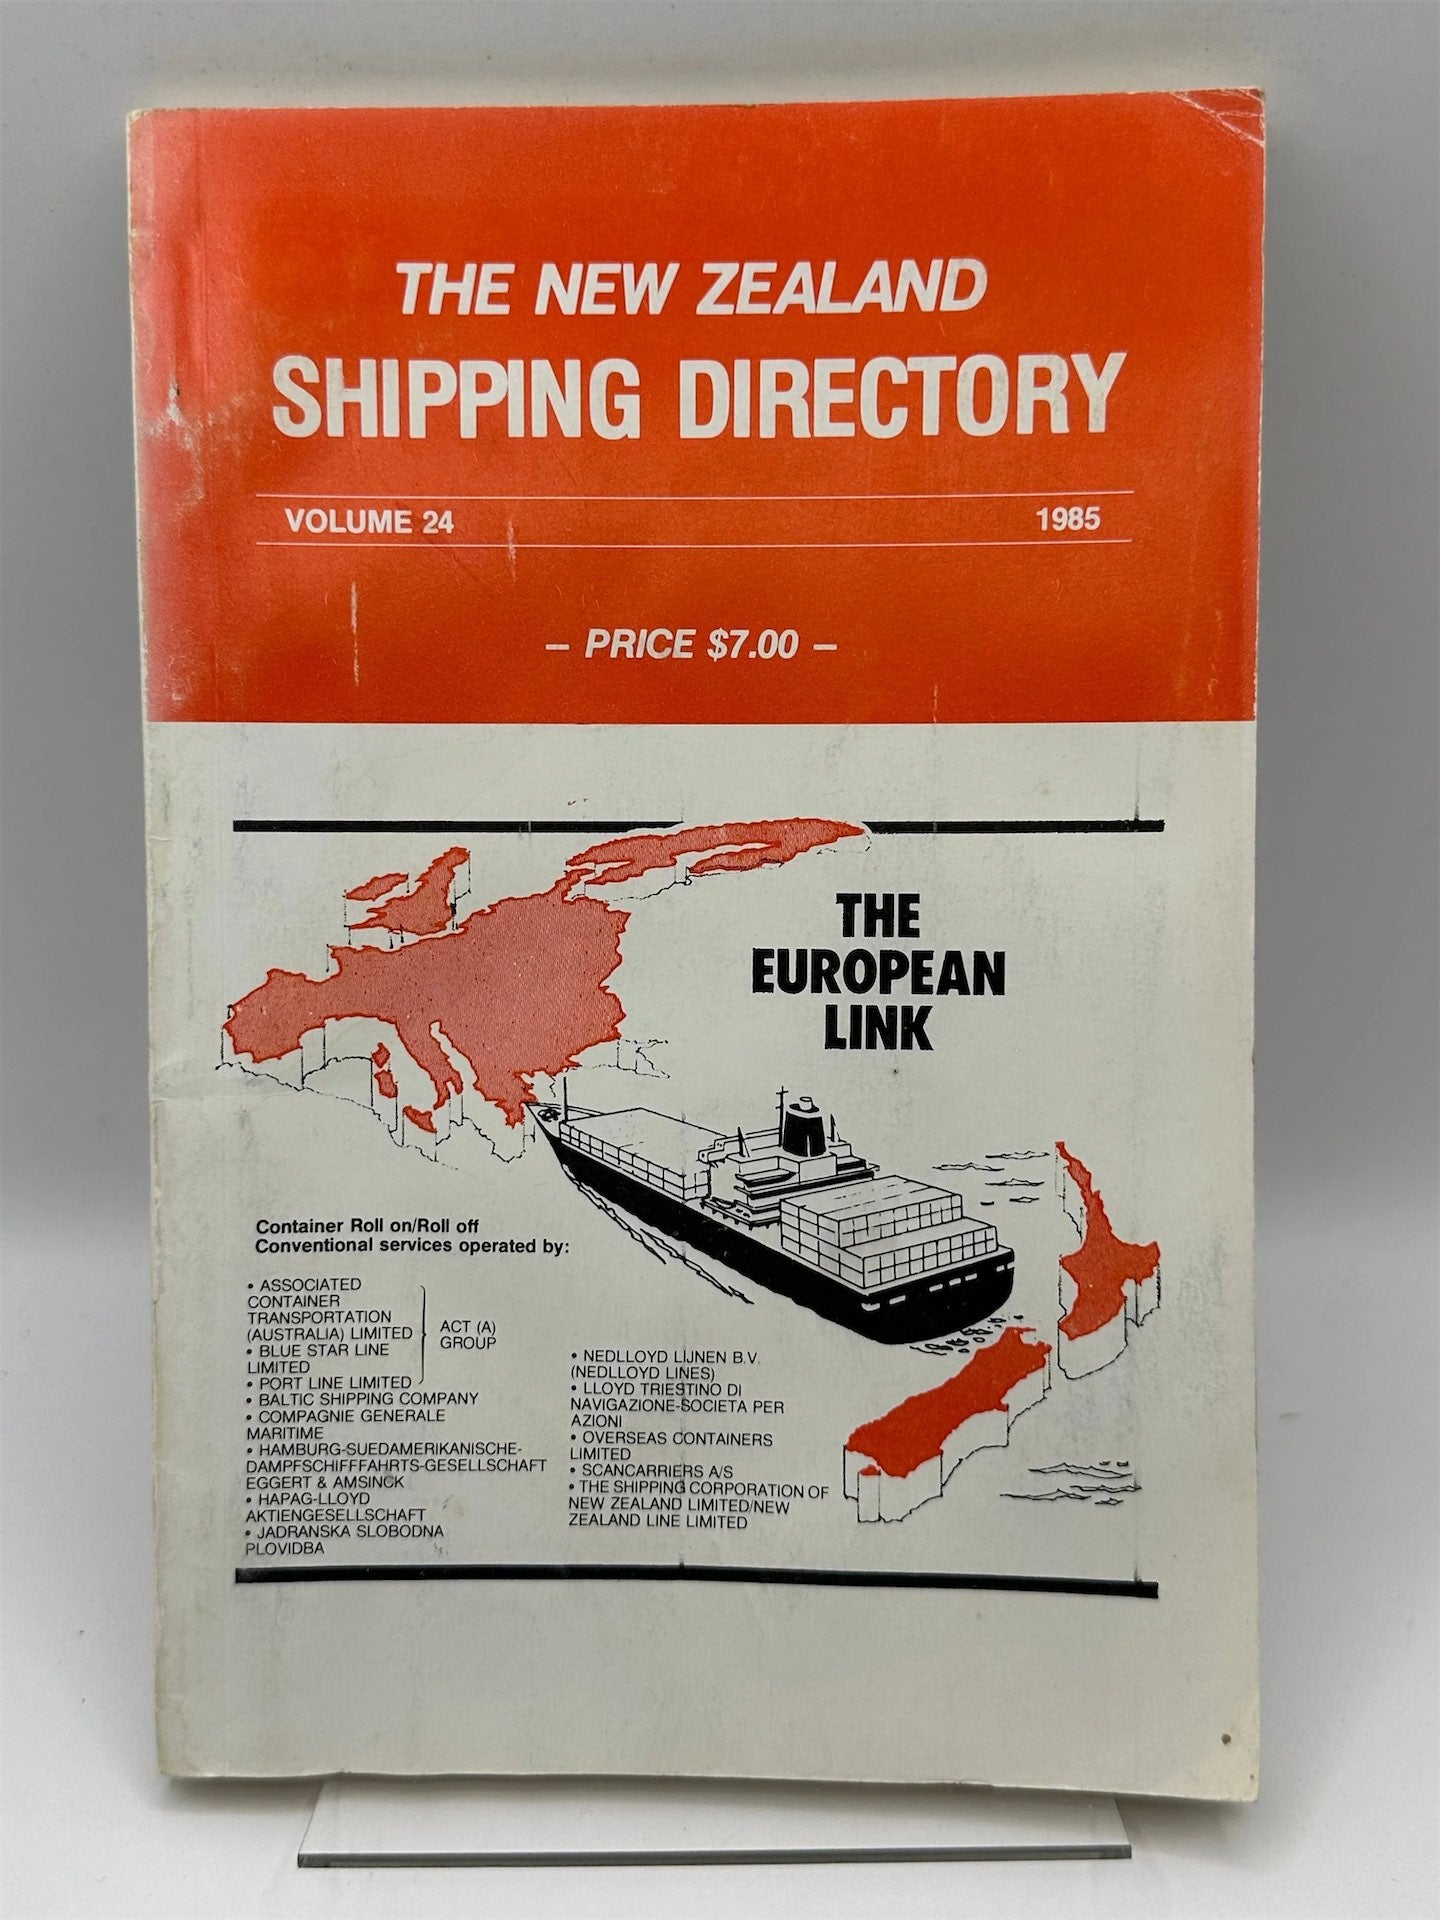 THE NEW ZEALAND
SHIPPING DIRECTORY
VOLUME 24 1985
– PRICE $7.00 –
THE
EUROPEAN
LINK
Container Roll on/Roll off
Conventional services operated by:
• ASSOCIATED
CONTAINER
TRANSPORTATION
(AUSTRALIA) LIMITED
• BLUE STAR LINE
LIMITED
• PORT LINE LIMITED
ACT (A)
GROUP
• BALTIC SHIPPING COMPANY
• COMPAGNIE GENERALE
MARITIME
• HAMBURG-SUEDAMERIKANISCHE-
DAMPFSCHIFFFAHRTS-GESELLSCHAFT
EGGERT & AMSINCK
• HAPAG-LLOYD
AKTIENGESELLSCHAFT
• JADRANSKA SLOBODNA
PLOVIDBA
• NEDLLOYD LIJNEN B.V.
(NEDLLOYD LINES)
• LLOYD TRIESTINO DI
NAVIGAZIONE-SOCIETA PER
AZIONI
• OVERSEAS CONTAINERS
LIMITED
• SCANCARRIERS A/S
• THE SHIPPING CORPORATION OF
NEW ZEALAND LIMITED/NEW
ZEALAND LINE LIMITED